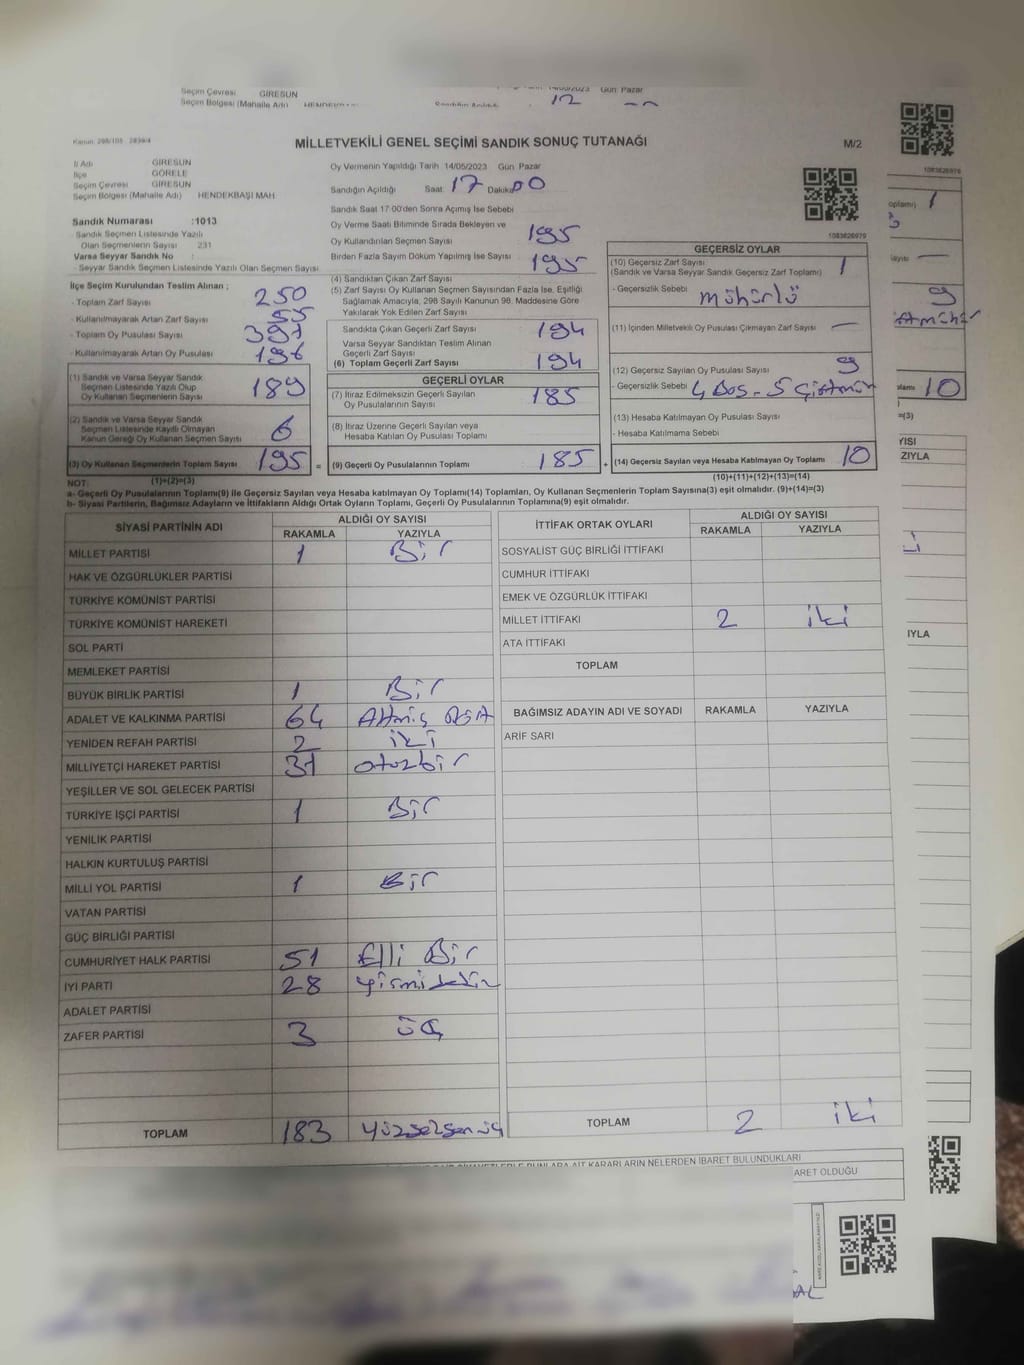 Seçim Çevresi GİRESUN
Seçim Bölgesi (Mahalle Adı)
Gün Pazar
12
MİLLETVEKİLİ GENEL SEÇİMİ SANDIK SONUÇ TUTANAĞI
M/2
İl Adı GİRESUN
İlçe GÖRELE
Seçim Çevresi GİRESUN
Seçim Bölgesi (Mahalle Adı) HENDEKBAŞI MAH.
Oy Vermenin Yapıldığı Tarih 14/05/2023 Gün Pazar
Sandığın Açıldığı Saat 17 Dakika 00
Sandık Saat 17:00'den Sonra Açımış İse Sebebi
Sandık Numarası :1013
Sandık Seçmen Listesinde Yazılı
Olan Seçmenlerin Sayısı 231
Varsa Seyyar Sandık No
- Seyyar Sandık Seçmen Listesinde Yazılı Olan Seçmen Sayısı
Oy Verme Saati Bitiminde Sırada Bekleyen ve
Oy Kullandırılan Seçmen Sayısı 195
Birden Fazla Sayım Döküm Yapılmış İse Sayısı 195
(4) Sandıktan Çıkan Zarf Sayısı
(5) Zarf Sayısı Oy Kullanan Seçmen Sayısından Fazla İse, Eşitliği
Sağlamak Amacıyla, 298 Sayılı Kanunun 98. Maddesine Göre
Yakılarak Yok Edilen Zarf Sayısı
İlçe Seçim Kurulundan Teslim Alınan ;
- Toplam Zarf Sayısı 250
- Kullanılmayarak Artan Zarf Sayısı 55
- Toplam Oy Pusulası Sayısı 391
- Kullanılmayarak Artan Oy Pusulası 196
(1) Sandık ve Varsa Seyyar Sandık
Seçmen Listesinde Yazılı Olup
Oy Kullanan Seçmenlerin Sayısı 189
(2) Sandık ve Varsa Seyyar Sandık
Seçmen Listesinde Kayıtlı Olmayan
Kanun Gereği Oy Kullanan Seçmen Sayısı 6
(3) Oy Kullanan Seçmenlerin Toplam Sayısı 195 =
(1)+(2)=(3)
Sandıkta Çıkan Geçerli Zarf Sayısı 194
Varsa Seyyar Sandıktan Teslim Alınan
Geçerli Zarf Sayısı
(6) Toplam Geçerli Zarf Sayısı 194
GEÇERLİ OYLAR
(7) İtiraz Edilmeksizin Geçerli Sayılan
Oy Pusulalarının Sayısı 185
(8) İtiraz Üzerine Geçerli Sayılan veya
Hesaba Katılan Oy Pusulası Toplamı
(9) Geçerli Oy Pusulalarının Toplamı 185 +
1083626979
GEÇERSİZ OYLAR
(10) Geçersiz Zarf Sayısı 1
(Sandık ve Varsa Seyyar Sandık Geçersiz Zarf Toplamı)
- Geçersizlik Sebebi mühürlü
(11) İçinden Milletvekili Oy Pusulası Çıkmayan Zarf Sayısı —
(12) Geçersiz Sayılan Oy Pusulası Sayısı 9
- Geçersizlik Sebebi 4 Boş - 5
(13) Hesaba Katılmayan Oy Pusulası Sayısı
- Hesaba Katılmama Sebebi
(14) Geçersiz Sayılan veya Hesaba Katılmayan Oy Toplamı 10
(10)+(11)+(12)+(13)=(14)
NOT:
a- Geçerli Oy Pusulalarının Toplamı(9) ile Geçersiz Sayılan veya Hesaba katılmayan Oy Toplamı(14) Toplamları, Oy Kullanan Seçmenlerin Toplam Sayısına(3) eşit olmalıdır. (9)+(14)=(3)
b- Siyasi Partilerin, Bağımsız Adayların ve İttifakların Aldığı Ortak Oyların Toplamı, Geçerli Oy Pusulalarının Toplamına(9) eşit olmalıdır.
SİYASİ PARTİNİN ADI ALDIĞI OY SAYISI
RAKAMLA YAZIYLA
MİLLET PARTİSİ 1 Bir
HAK VE ÖZGÜRLÜKLER PARTİSİ
TÜRKİYE KOMÜNİST PARTİSİ
TÜRKİYE KOMÜNİST HAREKETİ
SOL PARTİ
MEMLEKET PARTİSİ
BÜYÜK BİRLİK PARTİSİ 1 Bir
ADALET VE KALKINMA PARTİSİ 64 Altmış dört
YENİDEN REFAH PARTİSİ 2 iki
MİLLİYETÇİ HAREKET PARTİSİ 31 otuzbir
YEŞİLLER VE SOL GELECEK PARTİSİ
TÜRKİYE İŞÇİ PARTİSİ 1 Bir
YENİLİK PARTİSİ
HALKIN KURTULUŞ PARTİSİ
MİLLİ YOL PARTİSİ 1 Bir
VATAN PARTİSİ
GÜÇ BİRLİĞİ PARTİSİ
CUMHURİYET HALK PARTİSİ 51 Elli Bir
İYİ PARTİ 28 yirmi sekiz
ADALET PARTİSİ
ZAFER PARTİSİ 3 üç
TOPLAM 183 yüzseksenüç
İTTİFAK ORTAK OYLARI ALDIĞI OY SAYISI
RAKAMLA YAZIYLA
SOSYALİST GÜÇ BİRLİĞİ İTTİFAKI
CUMHUR İTTİFAKI
EMEK VE ÖZGÜRLÜK İTTİFAKI
MİLLET İTTİFAKI 2 iki
ATA İTTİFAKI
TOPLAM
BAĞIMSIZ ADAYIN ADI VE SOYADI RAKAMLA YAZIYLA
ARİF SARI
TOPLAM 2 iki
KARARLARIN NELERDEN İBARET BULUNDUKLARI
ARET OLDUĞU
1083626979
1
9
10
=(3)
YISI
ZIYLA
IYLA